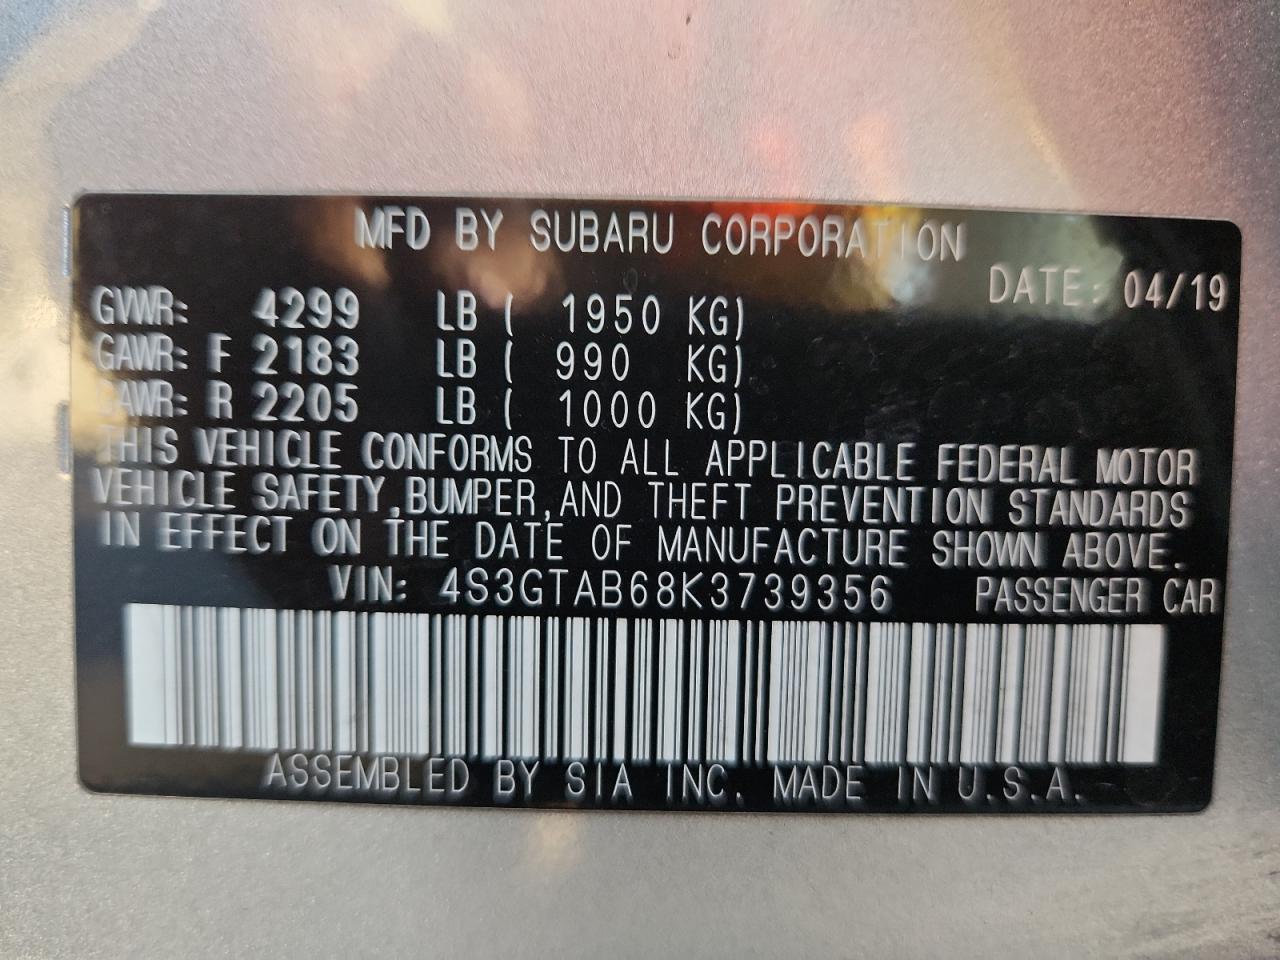 MFD BY SUBARU CORPORATION
DATE: 04/19
GVWR: 4299 LB ( 1950 KG)
GAWR: F 2183 LB ( 990 KG)
GAWR: R 2205 LB ( 1000 KG)
THIS VEHICLE CONFORMS TO ALL APPLICABLE FEDERAL MOTOR
VEHICLE SAFETY,BUMPER,AND THEFT PREVENTION STANDARDS
IN EFFECT ON THE DATE OF MANUFACTURE SHOWN ABOVE.
VIN: 4S3GTAB68K3739356 PASSENGER CAR
ASSEMBLED BY SIA INC. MADE IN U.S.A.